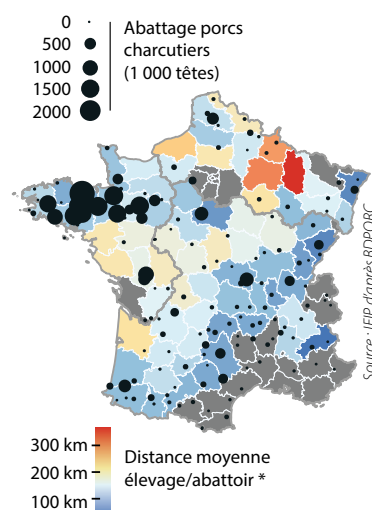 0
500
1000
1500
2000
Abattage porcs
charcutiers
(1 000 têtes)
Source : IFIP d'après BDPORC
300 km
200 km
100 km
Distance moyenne
élevage/abattoir *